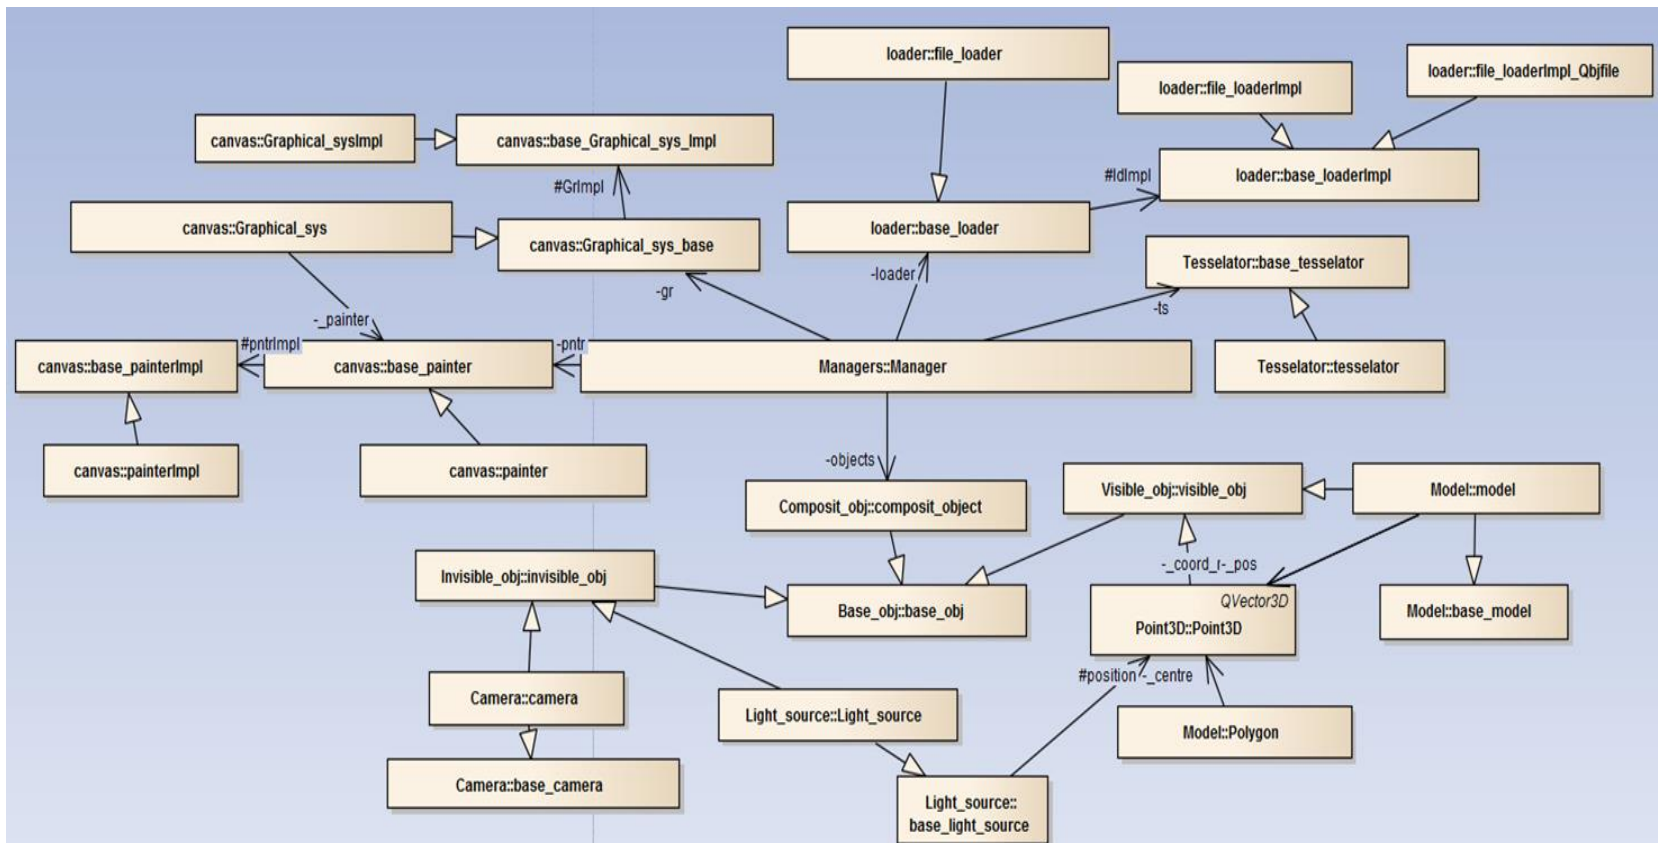 loader::file_loader
loader::file_loaderImpl
loader::file_loaderImpl_Qbjfile
canvas::Graphical_sysImpl
canvas::base_Graphical_sys_Impl
#GrImpl
loader::base_loaderImpl
#ldImpl
canvas::Graphical_sys
canvas::Graphical_sys_base
loader::base_loader
-loader
Tesselator::base_tesselator
-gr
-ts
-_painter
#pntrImpl
-pntr
canvas::base_painterImpl
canvas::base_painter
Managers::Manager
Tesselator::tesselator
canvas::painterImpl
canvas::painter
-objects
Composit_obj::composit_object
Visible_obj::visible_obj
Model::model
-_coord_r-_pos
Invisible_obj::invisible_obj
Base_obj::base_obj
QVector3D
Point3D::Point3D
Model::base_model
#position -_centre
Camera::camera
Light_source::Light_source
Model::Polygon
Camera::base_camera
Light_source::
base_light_source